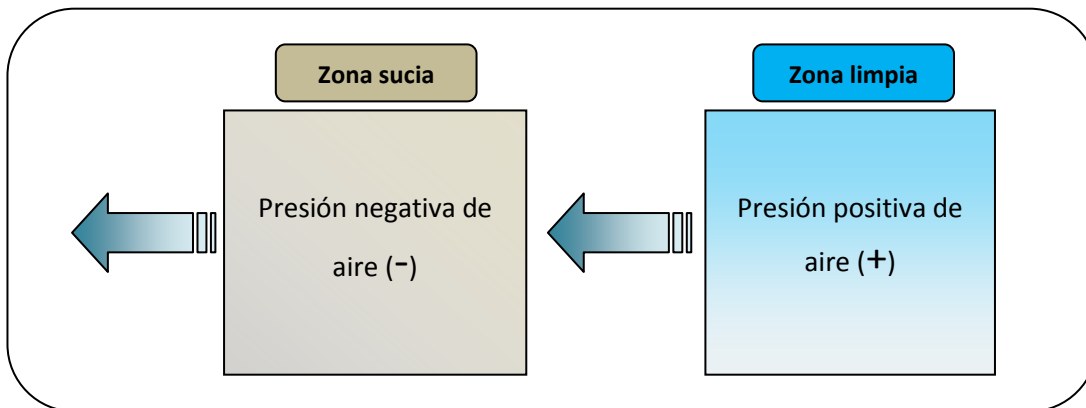 Zona sucia
Zona limpia
Presión negativa de
aire (-)
Presión positiva de
aire (+)